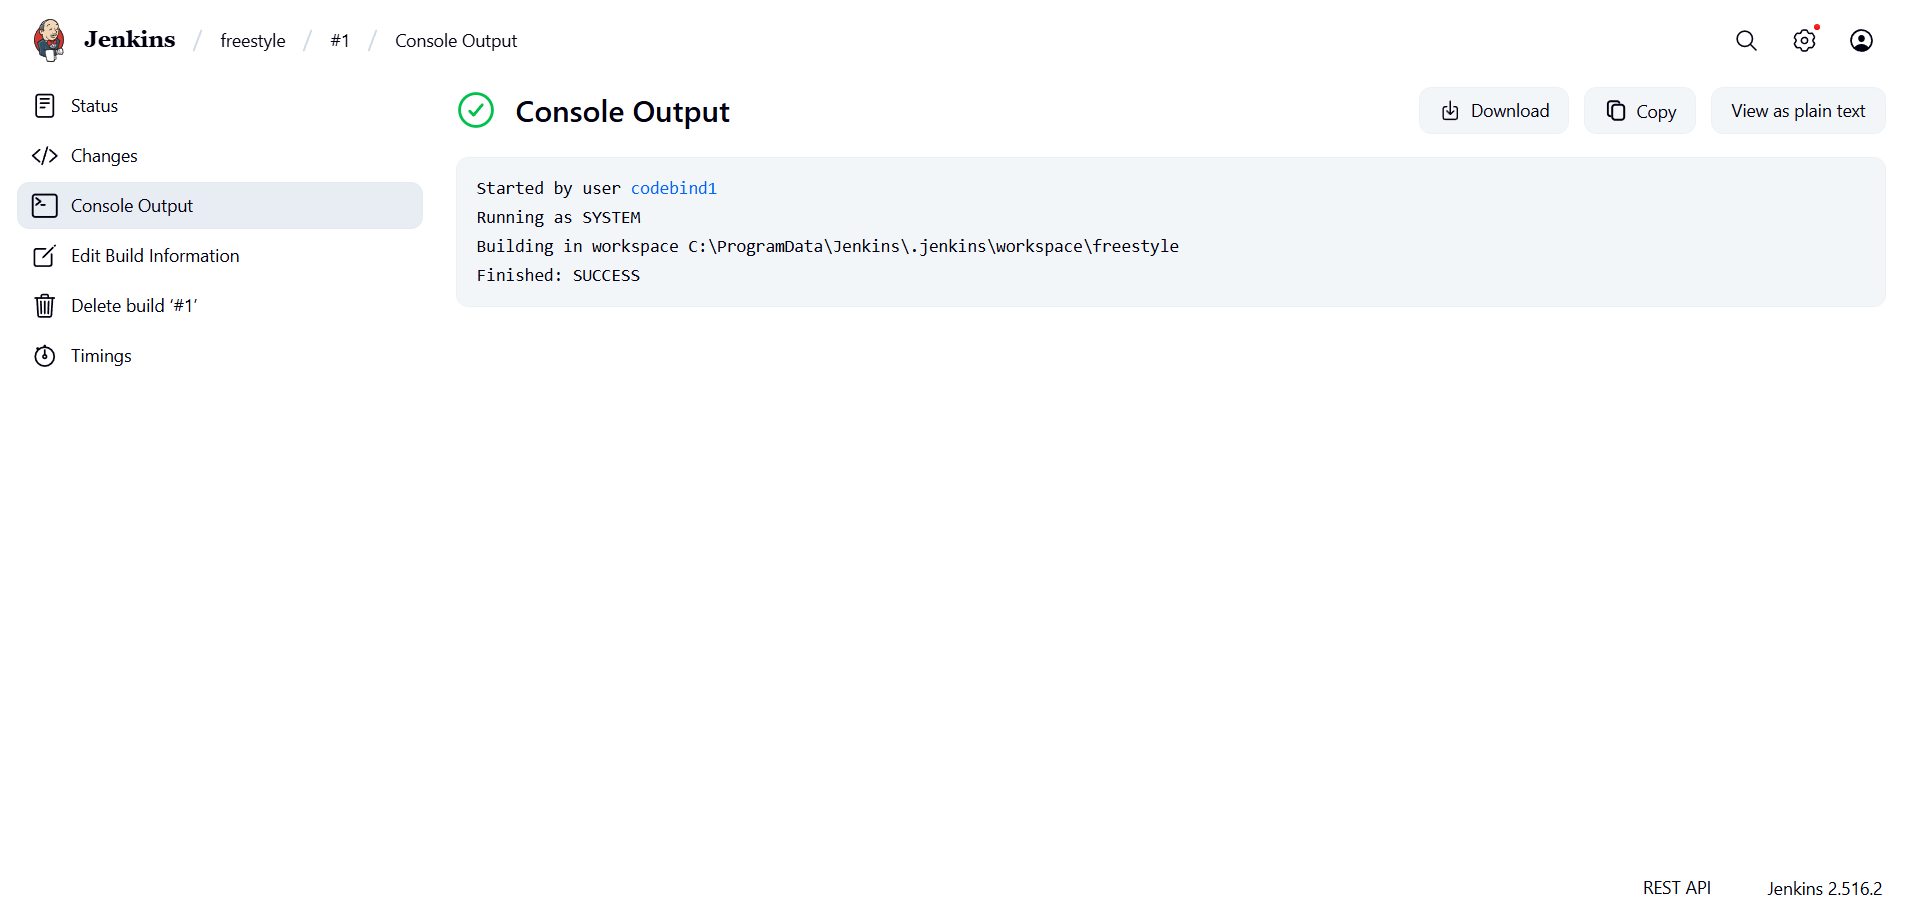 Jenkins / freestyle / #1 / Console Output
Status
Changes
Console Output
Edit Build Information
Delete build ‘#1’
Timings
Console Output
Download
Copy
View as plain text
Started by user codebind1
Running as SYSTEM
Building in workspace C:\ProgramData\Jenkins\.jenkins\workspace\freestyle
Finished: SUCCESS
REST API
Jenkins 2.516.2